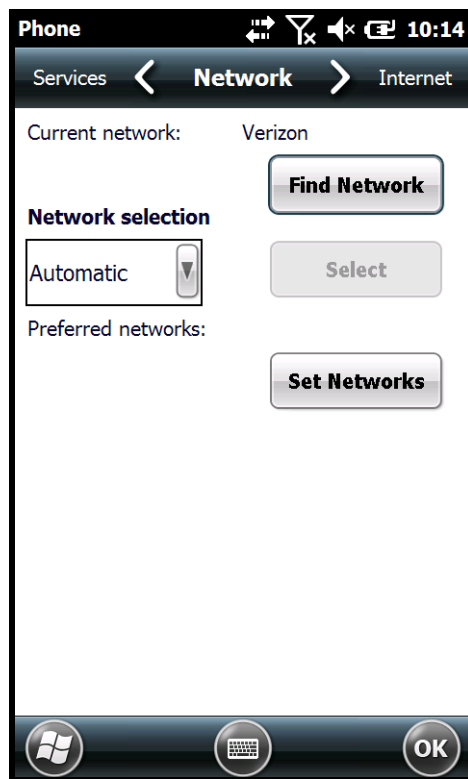 Phone 10:14
Services Network Internet
Current network: Verizon
Find Network
Network selection
Automatic Select
Preferred networks:
Set Networks
OK